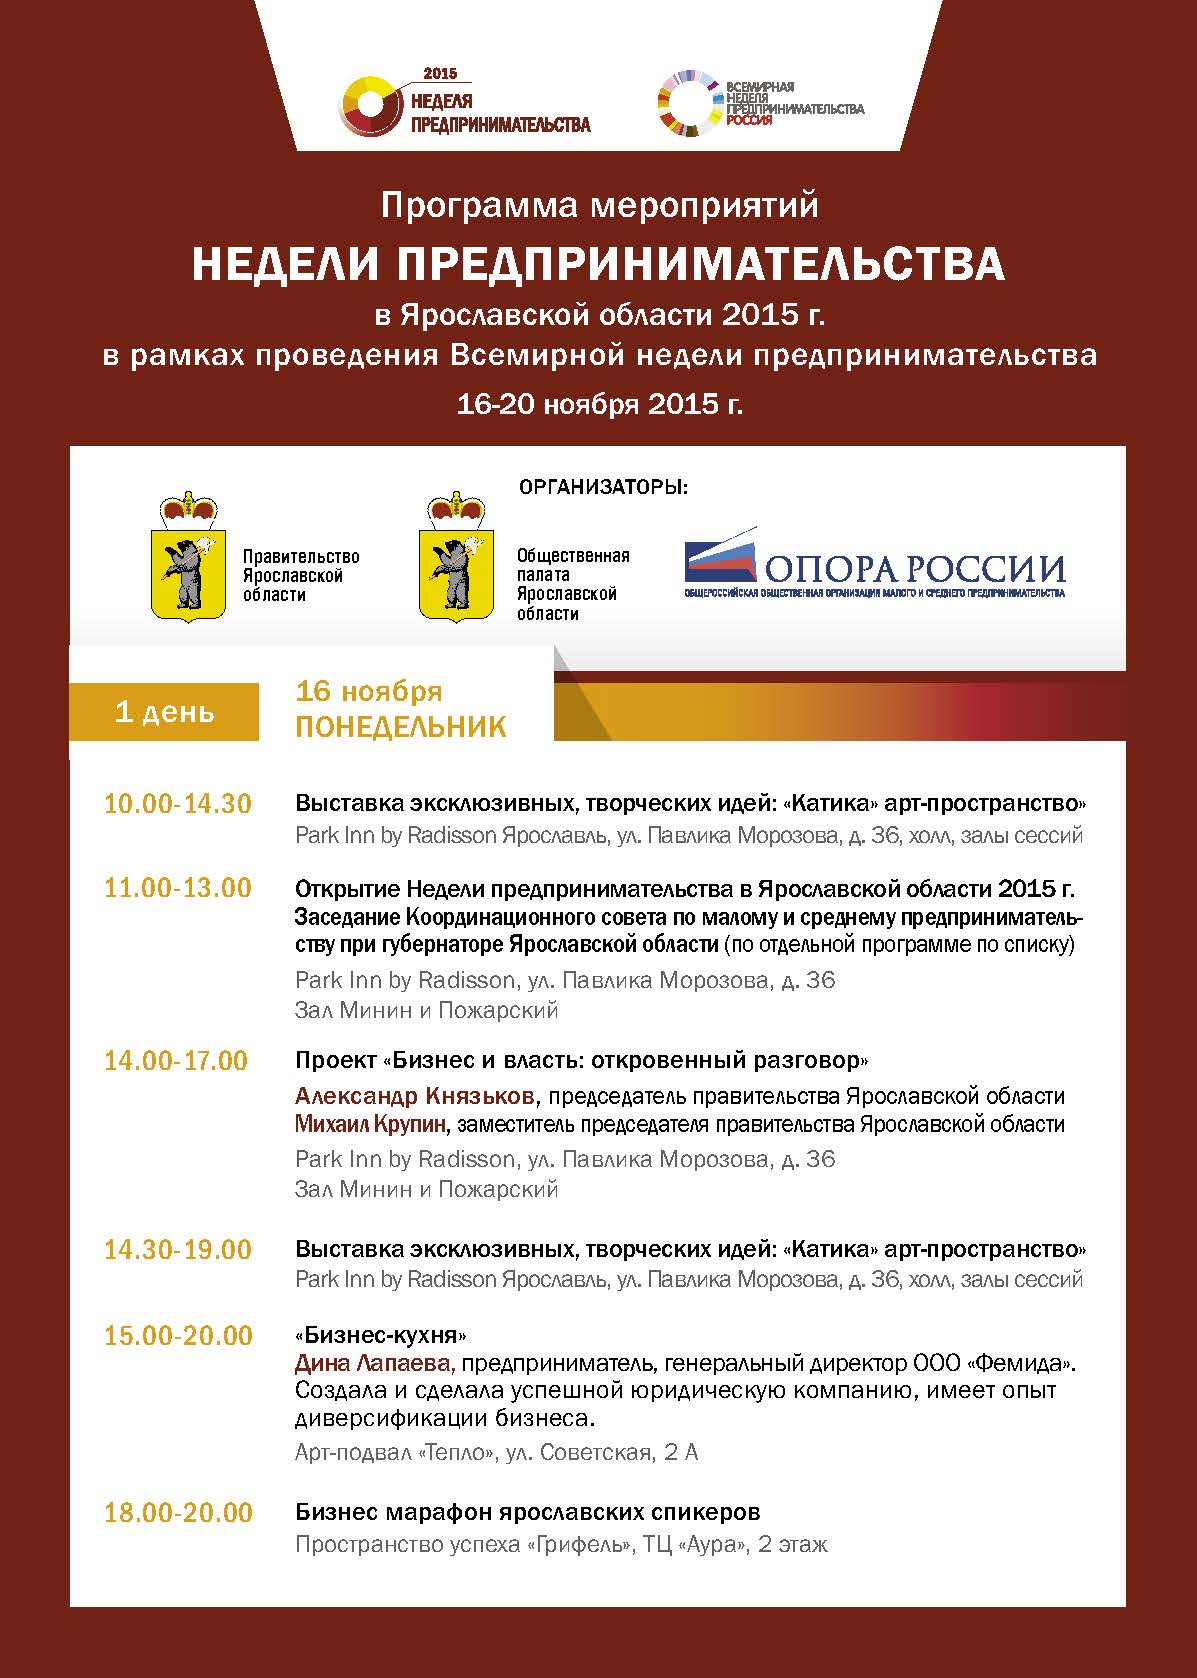 2015
НЕДЕЛЯ
ПРЕДПРИНИМАТЕЛЬСТВА
ВСЕМИРНАЯ
НЕДЕЛЯ
ПРЕДПРИНИМАТЕЛЬСТВА
РОССИЯ
Программа мероприятий
НЕДЕЛИ ПРЕДПРИНИМАТЕЛЬСТВА
в Ярославской области 2015 г.
в рамках проведения Всемирной недели предпринимательства
16-20 ноября 2015 г.
ОРГАНИЗАТОРЫ:
Правительство
Ярославской
области
Общественная
палата
Ярославской
области
ОПОРА РОССИИ
ОБЩЕРОССИЙСКАЯ ОБЩЕСТВЕННАЯ ОРГАНИЗАЦИЯ МАЛОГО И СРЕДНЕГО ПРЕДПРИНИМАТЕЛЬСТВА
1 день
16 ноября
ПОНЕДЕЛЬНИК
10.00-14.30
Выставка эксклюзивных, творческих идей: «Катика» арт-пространство»
Park Inn by Radisson Ярославль, ул. Павлика Морозова, д. 36, холл, залы сессий
11.00-13.00
Открытие Недели предпринимательства в Ярославской области 2015 г.
Заседание Координационного совета по малому и среднему предприниматель-
ству при губернаторе Ярославской области (по отдельной программе по списку)
Park Inn by Radisson, ул. Павлика Морозова, д. 36
Зал Минин и Пожарский
14.00-17.00
Проект «Бизнес и власть: откровенный разговор»
Александр Князьков, председатель правительства Ярославской области
Михаил Крупин, заместитель председателя правительства Ярославской области
Park Inn by Radisson, ул. Павлика Морозова, д. 36
Зал Минин и Пожарский
14.30-19.00
Выставка эксклюзивных, творческих идей: «Катика» арт-пространство»
Park Inn by Radisson Ярославль, ул. Павлика Морозова, д. 36, холл, залы сессий
15.00-20.00
«Бизнес-кухня»
Дина Лапаева, предприниматель, генеральный директор ООО «Фемида».
Создала и сделала успешной юридическую компанию, имеет опыт
диверсификации бизнеса.
Арт-подвал «Тепло», ул. Советская, 2 А
18.00-20.00
Бизнес марафон ярославских спикеров
Пространство успеха «Грифель», ТЦ «Аура», 2 этаж